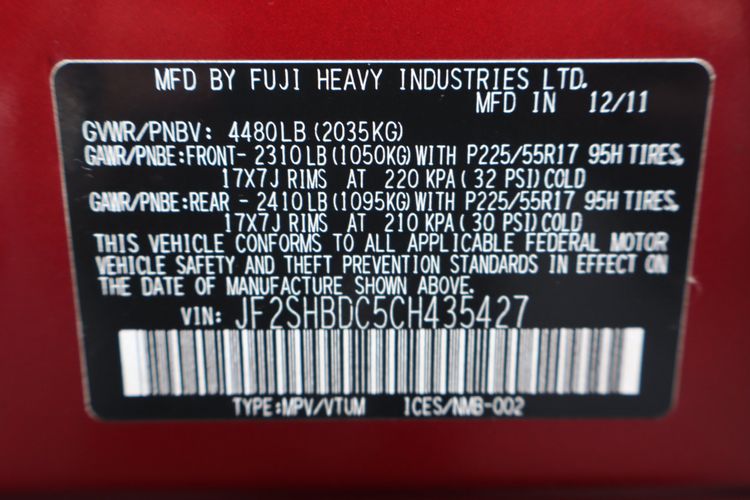 MFD BY FUJI HEAVY INDUSTRIES LTD.
MFD IN 12/11
GVWR/PNBV: 4480LB (2035KG)
GAWR/PNBE:FRONT- 2310LB (1050KG) WITH P225/55R17 95H TIRES,
17X7J RIMS AT 220 KPA( 32 PSI) COLD
GAWR/PNBE:REAR - 2410LB (1095KG) WITH P225/55R17 95H TIRES,
17X7J RIMS AT 210 KPA( 30 PSI) COLD
THIS VEHICLE CONFORMS TO ALL APPLICABLE FEDERAL MOTOR
VEHICLE SAFETY AND THEFT PREVENTION STANDARDS IN EFFECT ON
THE DATE OF MANUFACTURE SHOWN ABOVE.
VIN: JF2SHBDC5CH435427
TYPE:MPV/VTUM ICES/NMB-002